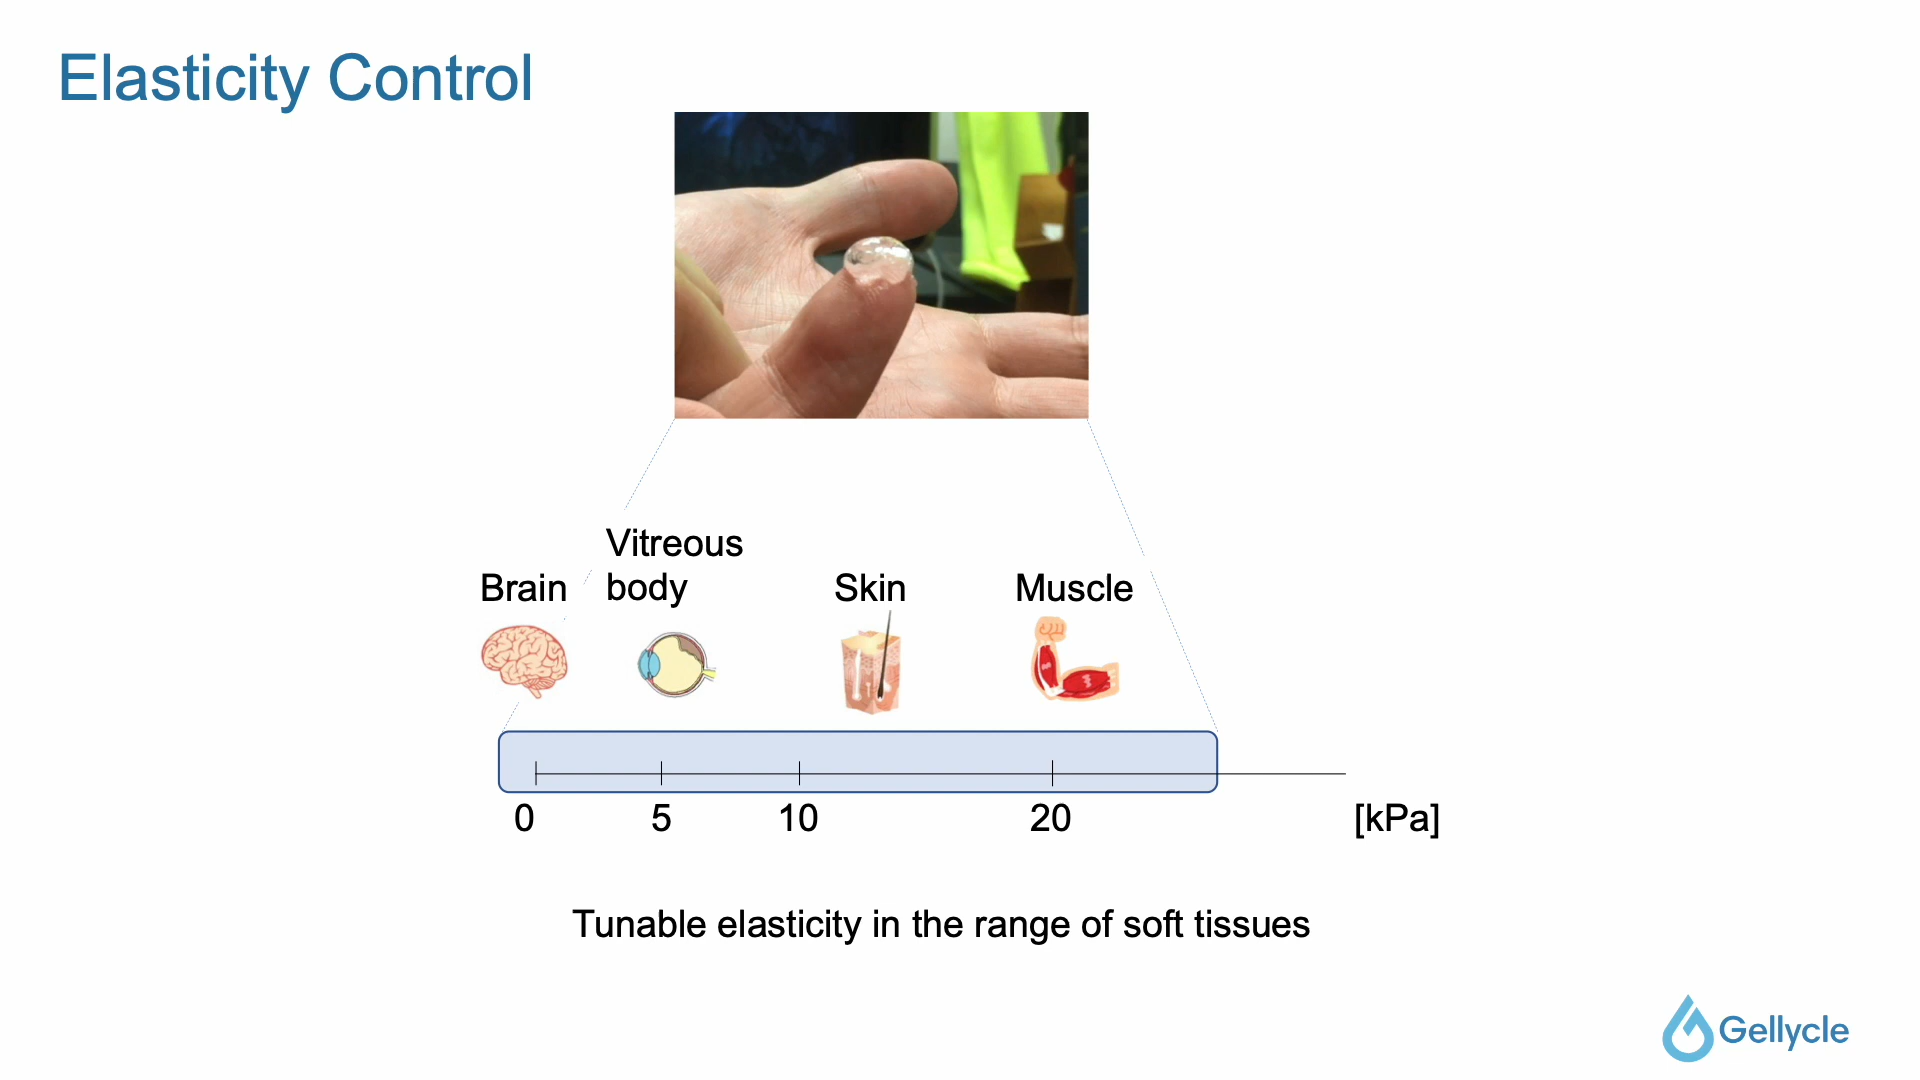 Elasticity Control
Vitreous
Brain
body
Skin
Muscle
0
5
10
20
[kPa]
Tunable elasticity in the range of soft tissues
Gellycle